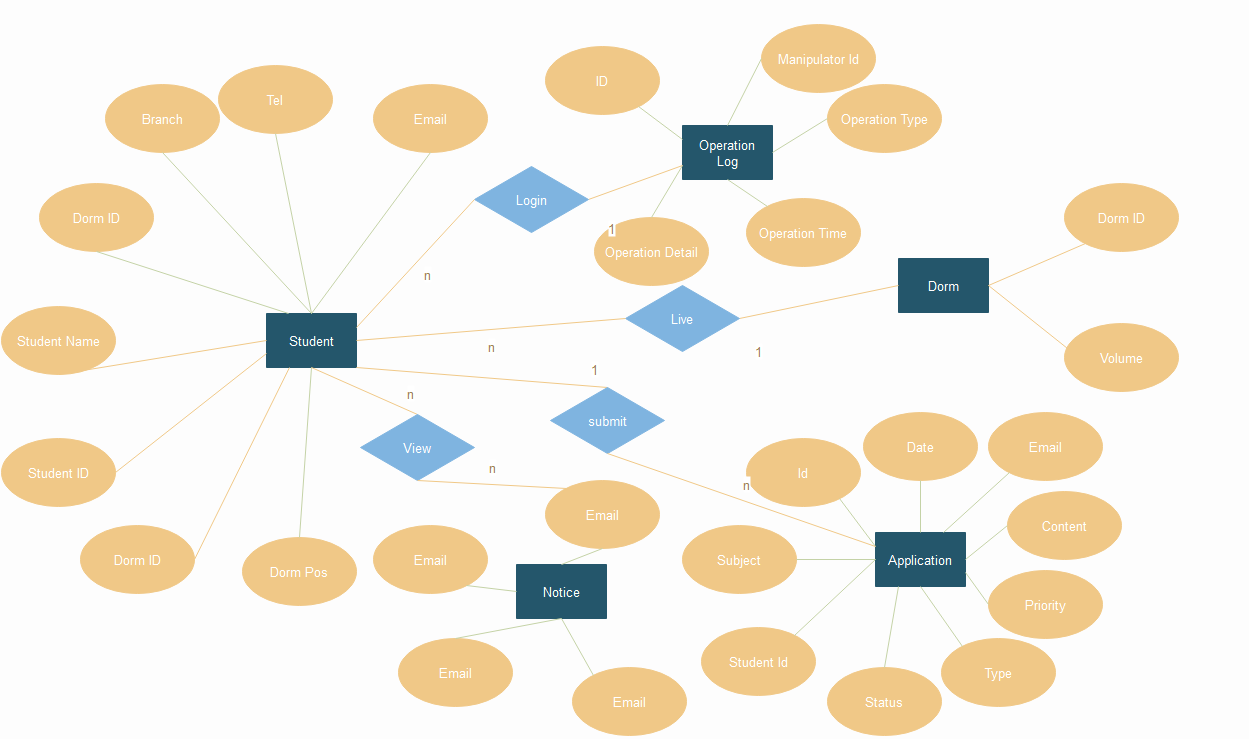 Manipulator Id
ID
Tel
Email
Branch
Operation Type
Operation
Log
Login
Dorm ID
Dorm ID
1
Operation Time
Operation Detail
n
Dorm
Live
Student Name
Student
n
1
Volume
1
n
submit
View
Date
Email
n
Student ID
Id
n
Email
Content
Dorm ID
Email
Subject
Application
Dorm Pos
Notice
Priority
Student Id
Email
Type
Email
Status